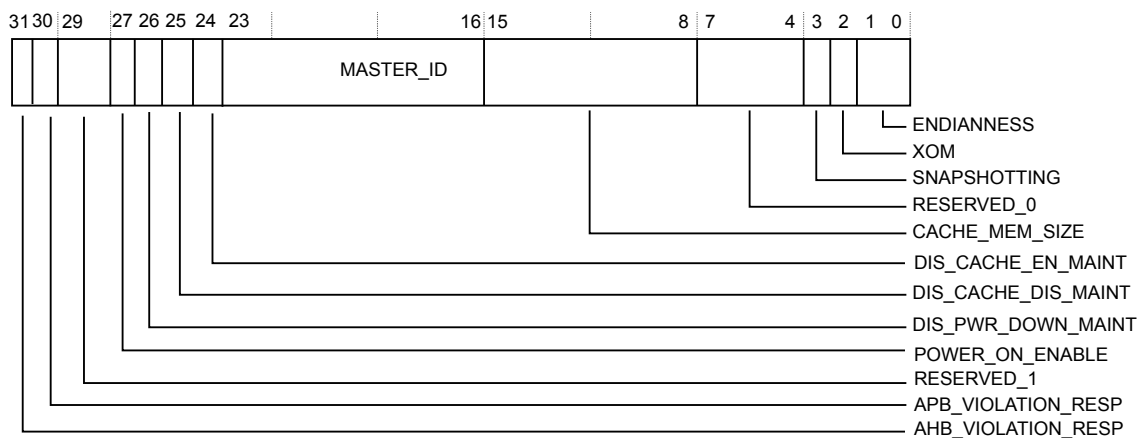 31 30 29 27 26 25 24 23 16 15 8 7 4 3 2 1 0
MASTER_ID
ENDIANNESS
XOM
SNAPSHOTTING
RESERVED_0
CACHE_MEM_SIZE
DIS_CACHE_EN_MAINT
DIS_CACHE_DIS_MAINT
DIS_PWR_DOWN_MAINT
POWER_ON_ENABLE
RESERVED_1
APB_VIOLATION_RESP
AHB_VIOLATION_RESP